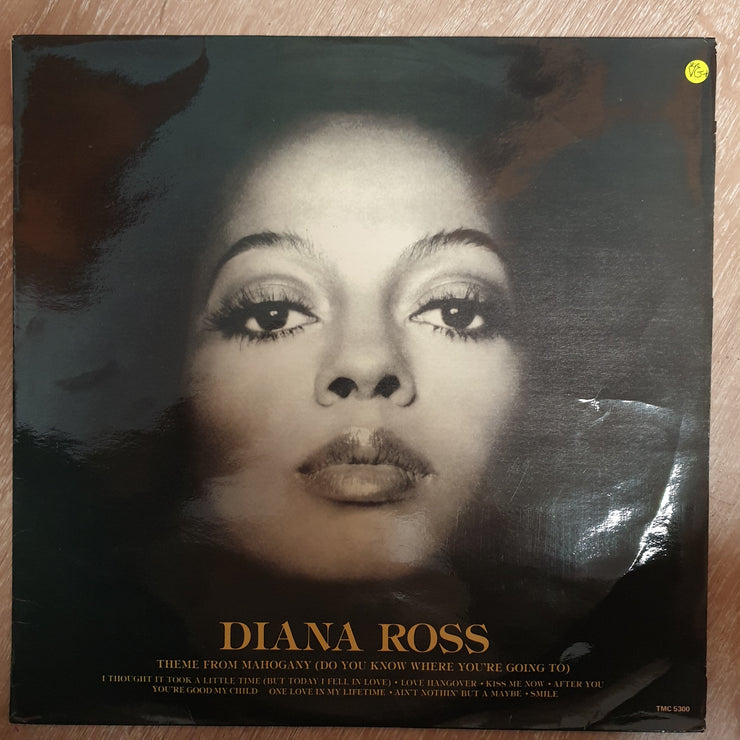 VG+
DIANA ROSS
THEME FROM MAHOGANY (DO YOU KNOW WHERE YOU'RE GOING TO)
I THOUGHT IT TOOK A LITTLE TIME (BUT TODAY I FELL IN LOVE) • LOVE HANGOVER • KISS ME NOW • AFTER YOU
YOU'RE GOOD MY CHILD ONE LOVE IN MY LIFETIME • AIN'T NOTHIN' BUT A MAYBE • SMILE
TMC 5300